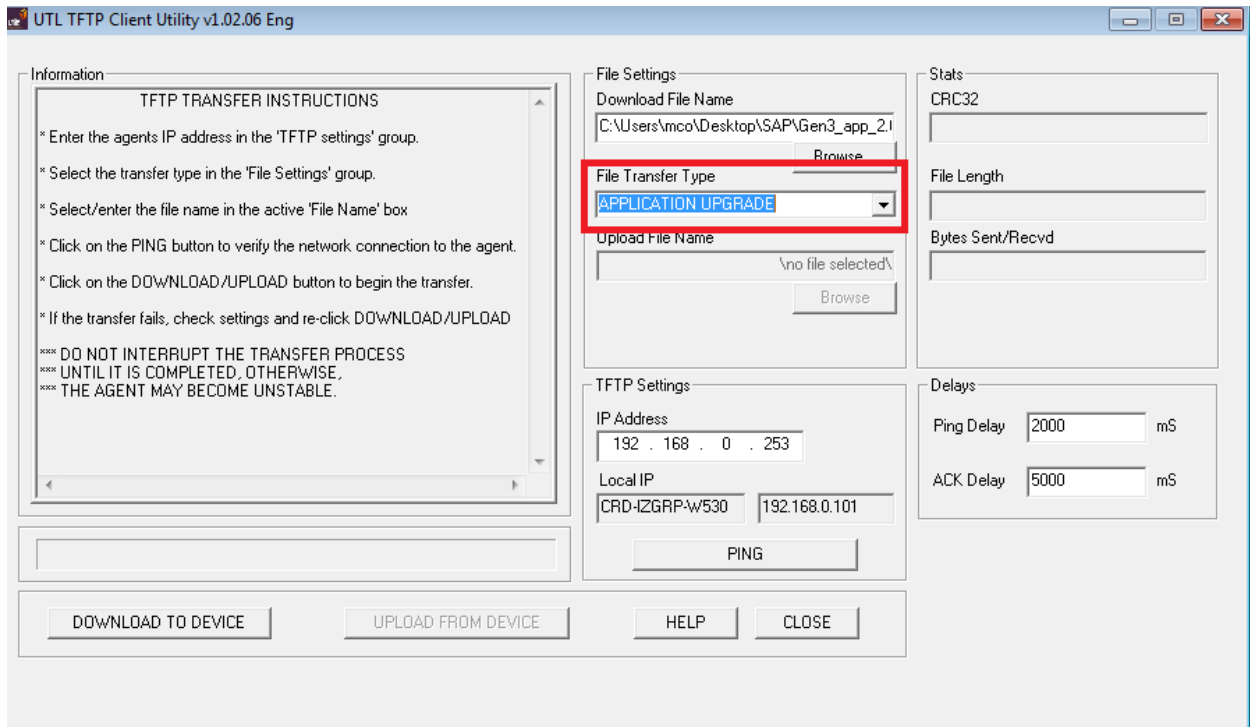 UTL TFTP Client Utility v1.02.06 Eng
Information
TFTP TRANSFER INSTRUCTIONS
* Enter the agents IP address in the 'TFTP settings' group.
* Select the transfer type in the 'File Settings' group.
* Select/enter the file name in the active 'File Name' box
* Click on the PING button to verify the network connection to the agent.
* Click on the DOWNLOAD/UPLOAD button to begin the transfer.
* If the transfer fails, check settings and re-click DOWNLOAD/UPLOAD
*** DO NOT INTERRUPT THE TRANSFER PROCESS
*** UNTIL IT IS COMPLETED, OTHERWISE,
*** THE AGENT MAY BECOME UNSTABLE.
File Settings
Download File Name
C:\Users\mco\Desktop\SAP\Gen3_app_2.
Browse
File Transfer Type
APPLICATION UPGRADE
Upload File Name
\no file selected\
Browse
Stats
CRC32
File Length
Bytes Sent/Recvd
TFTP Settings
IP Address
192 . 168 . 0 . 253
Local IP
CRD-IZGRP-W530 192.168.0.101
PING
Delays
Ping Delay 2000 mS
ACK Delay 5000 mS
DOWNLOAD TO DEVICE UPLOAD FROM DEVICE HELP CLOSE